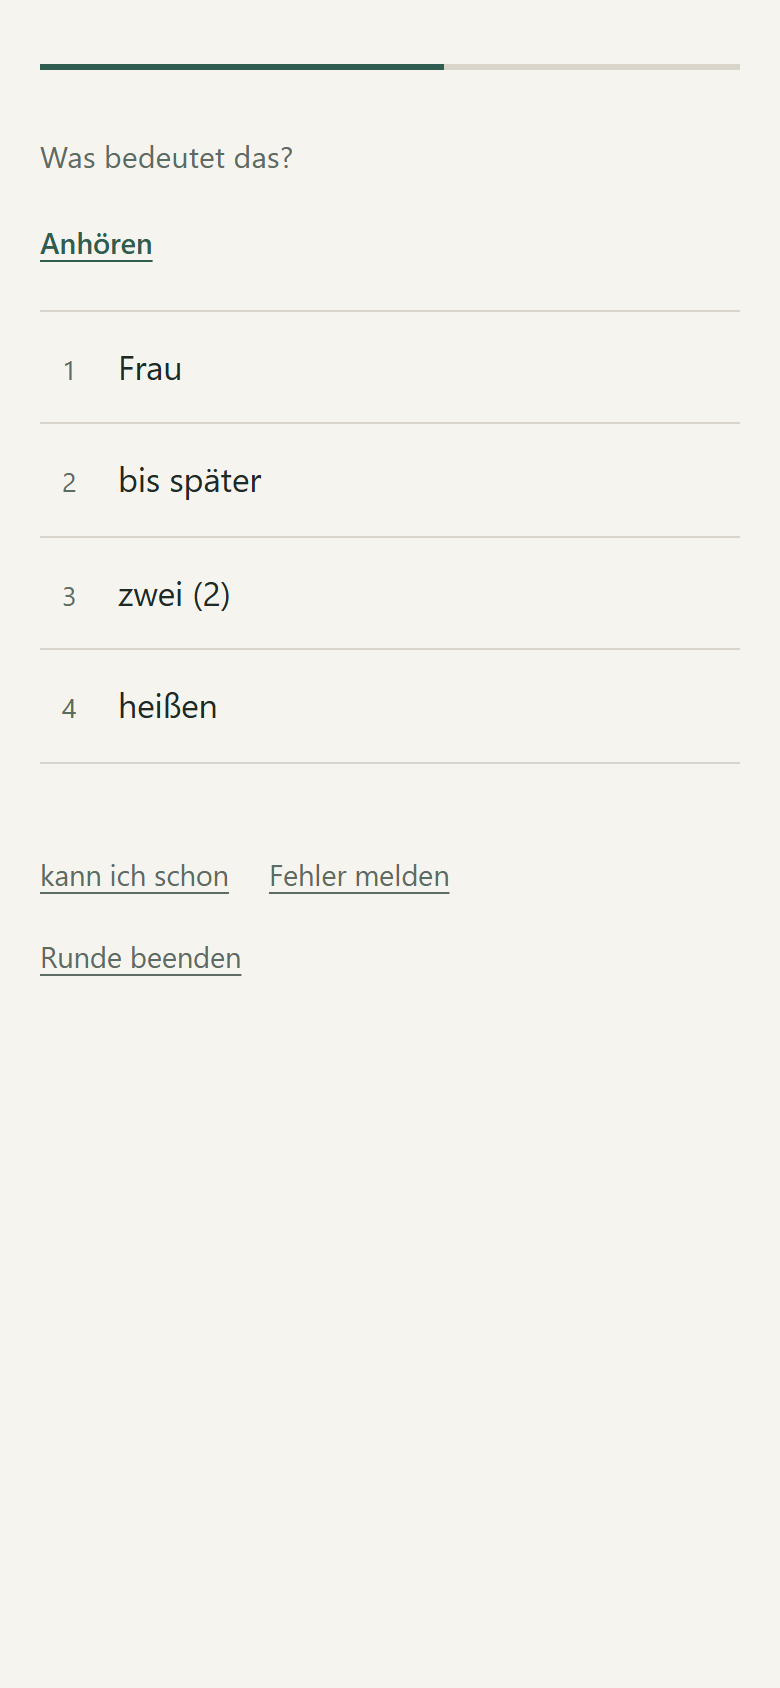 Was bedeutet das?
Anhören
1 Frau
2 bis später
3 zwei (2)
4 heißen
kann ich schon Fehler melden
Runde beenden